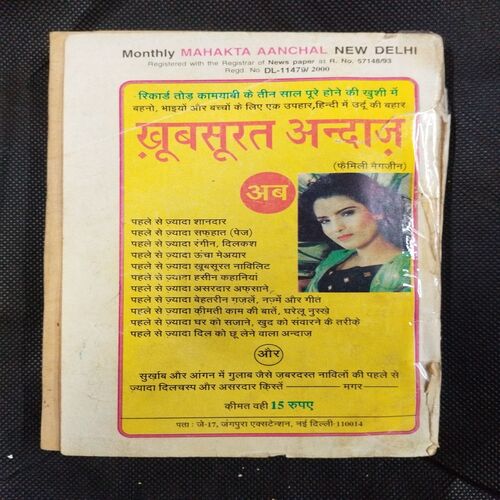 Monthly MAHAKTA AANCHAL NEW DELHI
Registered with the Registrar of News paper at R. No. 57148/93
Regd. No DL-11479/ 2000
रिकार्ड तोड़ कामयाबी के तीन साल पूरे होने की खुशी में
बहनो, भाइयों और बच्चों के लिए एक उपहार,हिन्दी में उर्दू की बहार
ख़ूबसूरत अन्दाज़
(फैमिली मैगजीन)
अब
पहले से ज्यादा शानदार
पहले से ज्यादा सफ़हात (पेज)
पहले से ज्यादा रंगीन, दिलकश
पहले से ज्यादा ऊंचा मेअयार
पहले से ज्यादा खूबसूरत नाविलिट
पहले से ज्यादा हसीन कहानियां
पहले से ज्यादा असरदार अफ़साने
पहले से ज्यादा बेहतरीन ग़जलें, नज्में और गीत
पहले से ज्यादा क़ीमती काम की बातें, घरेलू नुस्खे
पहले से ज्यादा घर को सजाने, खुद को संवारने के तरीके
पहले से ज्यादा दिल को छू लेने वाला अन्दाज़
और
सुर्ख़ाब और आंगन में गुलाब जैसे ज़बरदस्त नाविलों की पहले से
ज़्यादा दिलचस्प और असरदार क़िस्तें ———————— मगर ———
कीमत वही 15 रुपए
पता : जे-17, जंगपुरा एक्सटेन्शन, नई दिल्ली-110014